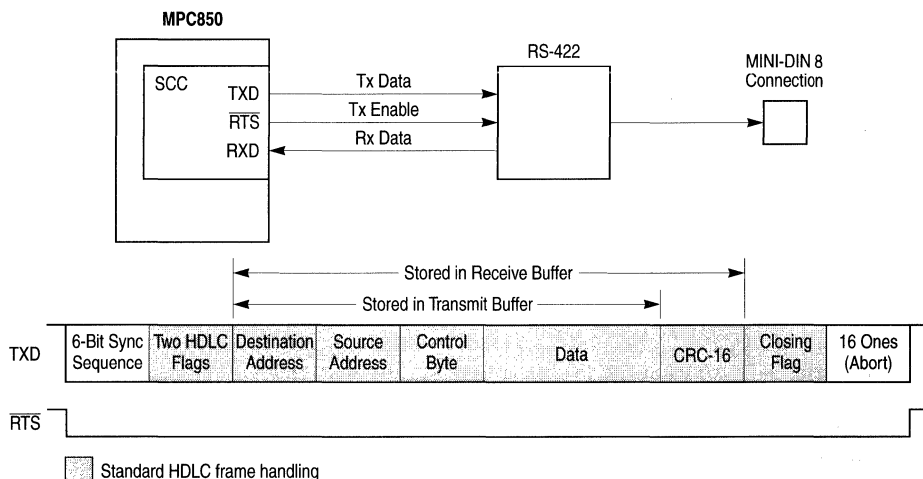 MPC850
SCC
TXD
RTS
RXD
Tx Data
Tx Enable
Rx Data
RS-422
MINI-DIN 8
Connection
Stored in Receive Buffer
Stored in Transmit Buffer
TXD
6-Bit Sync
Sequence
Two HDLC
Flags
Destination
Address
Source
Address
Control
Byte
Data
CRC-16
Closing
Flag
16 Ones
(Abort)
RTS
Standard HDLC frame handling